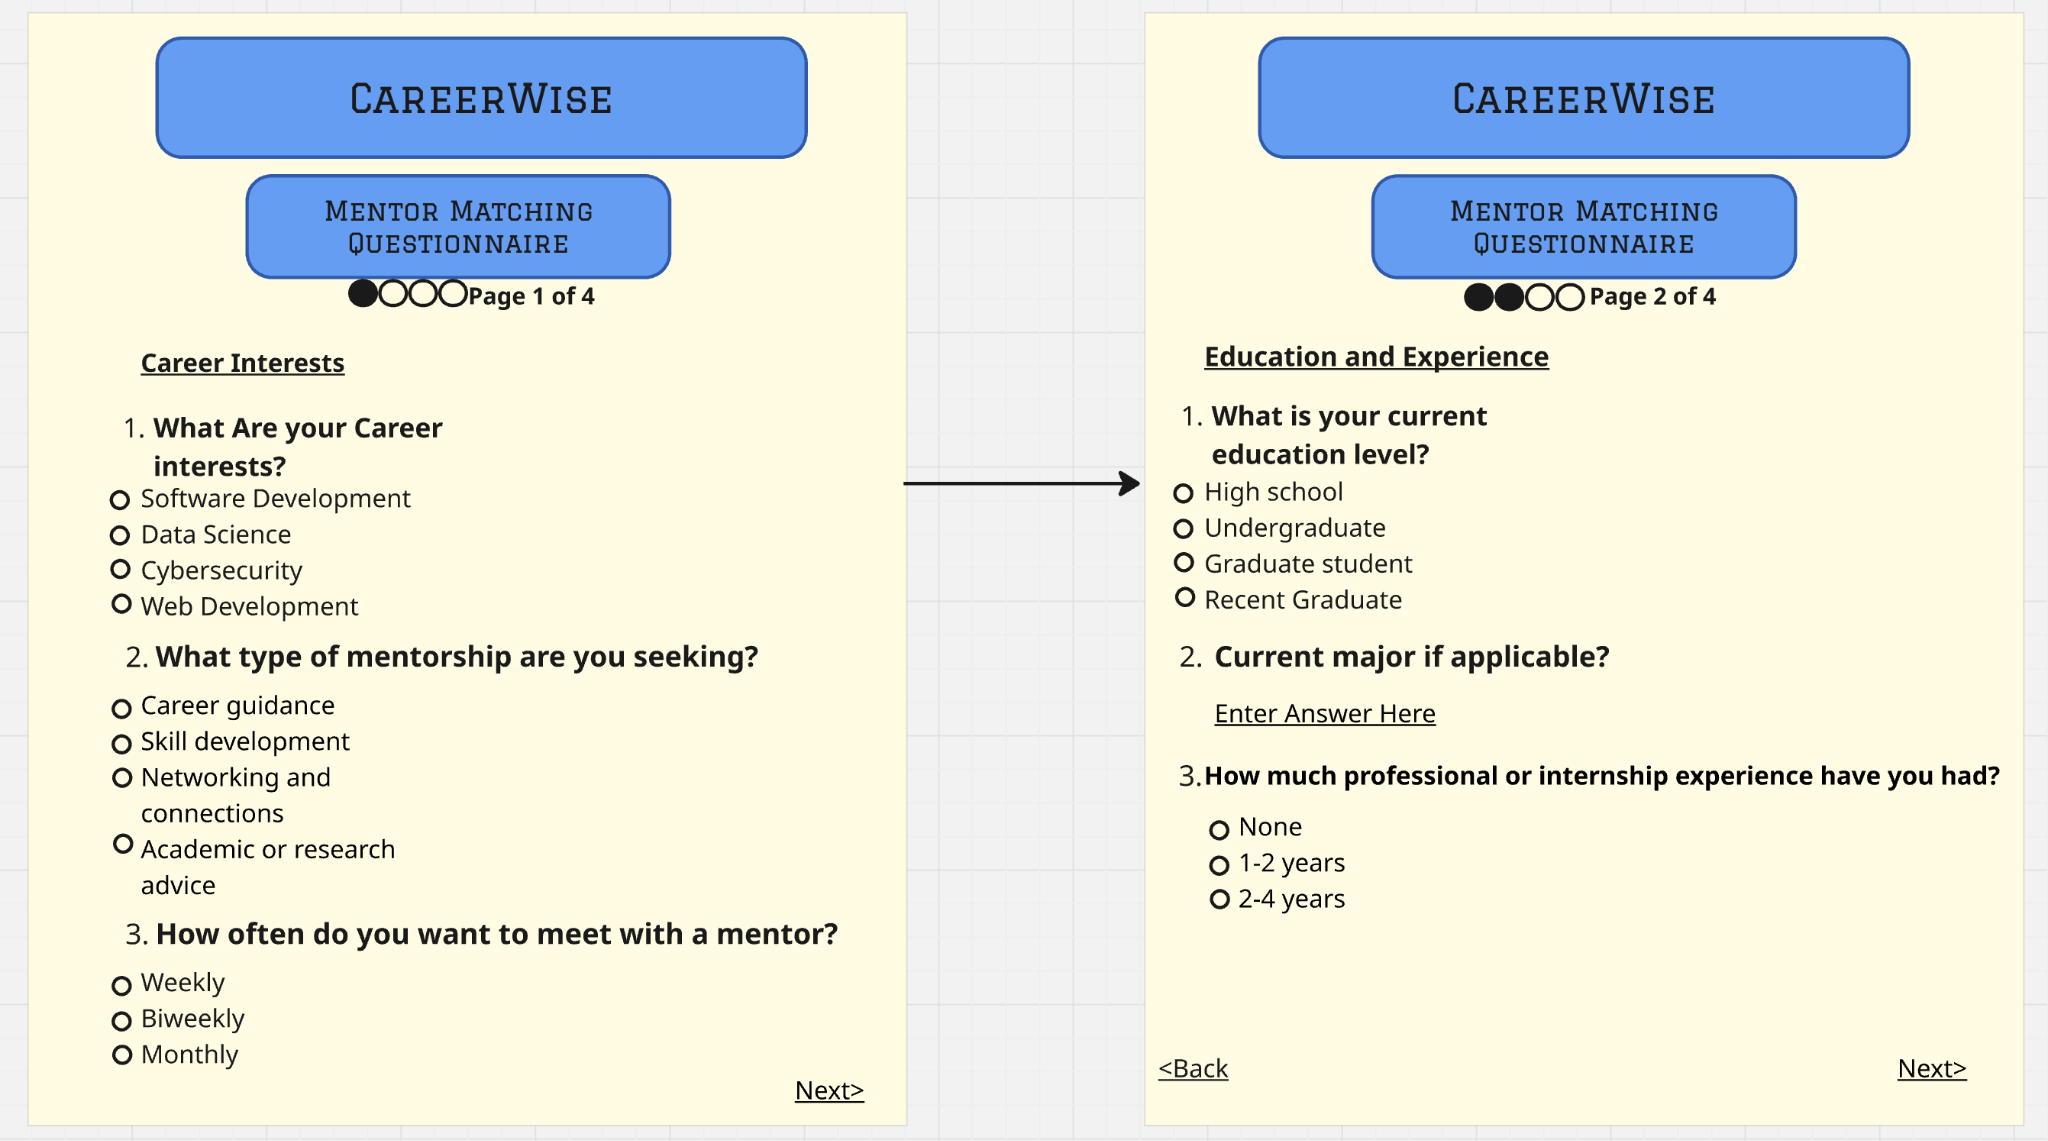 CareerWise
Mentor Matching
Questionnaire
Page 1 of 4
Career Interests
1. What Are your Career
interests?
Software Development
Data Science
Cybersecurity
Web Development
2. What type of mentorship are you seeking?
Career guidance
Skill development
Networking and
connections
Academic or research
advice
3. How often do you want to meet with a mentor?
Weekly
Biweekly
Monthly
Next>
CareerWise
Mentor Matching
Questionnaire
Page 2 of 4
Education and Experience
1. What is your current
education level?
High school
Undergraduate
Graduate student
Recent Graduate
2. Current major if applicable?
Enter Answer Here
3. How much professional or internship experience have you had?
None
1-2 years
2-4 years
<Back
Next>